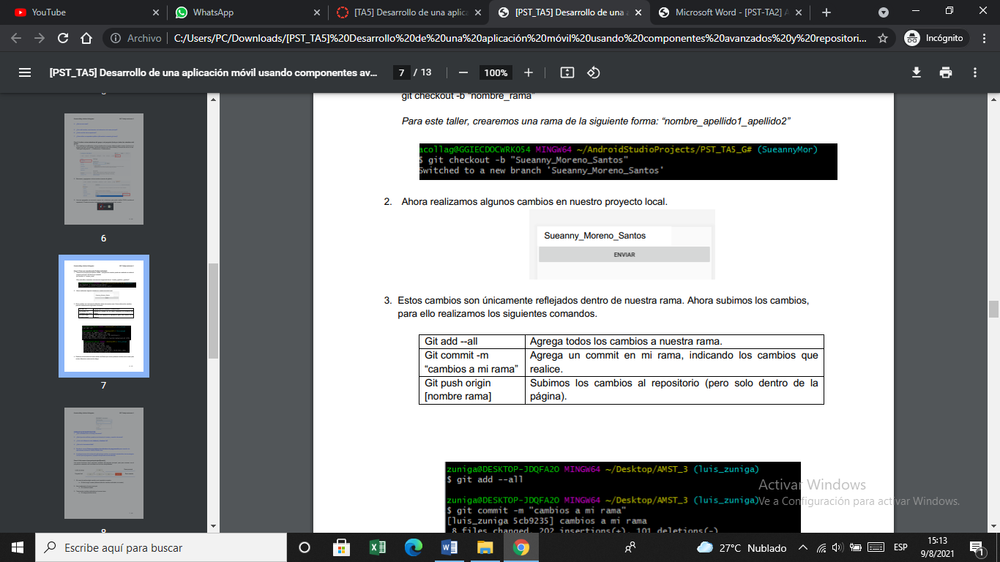 YouTube
WhatsApp
[TA5] Desarrollo de una aplica
[PST_TA5] Desarrollo de una a
Microsoft Word - [PST-TA2] A
Archivo
C:/Users/PC/Downloads/[PST_TA5]%20Desarrollo%20de%20una%20aplicación%20móvil%20usando%20componentes%20avanzados%20y%20repositori...
Incógnito
[PST_TA5] Desarrollo de una aplicación móvil usando componentes av...
7 / 13
100%
6
7
8
git checkout -b "nombre_rama"
Para este taller, crearemos una rama de la siguiente forma: “nombre_apellido1_apellido2”
acollag@GGIECDOCWRKO54 MINGW64 ~/AndroidStudioProjects/PST_TA5_G# (SueannyMor)
$ git checkout -b "Sueanny_Moreno_Santos"
Switched to a new branch 'Sueanny_Moreno_Santos'
2. Ahora realizamos algunos cambios en nuestro proyecto local.
Sueanny_Moreno_Santos
ENVIAR
3. Estos cambios son únicamente reflejados dentro de nuestra rama. Ahora subimos los cambios,
para ello realizamos los siguientes comandos.
Git add --all
Agrega todos los cambios a nuestra rama.
Git commit -m
“cambios a mi rama”
Agrega un commit en mi rama, indicando los cambios que
realice.
Git push origin
[nombre rama]
Subimos los cambios al repositorio (pero solo dentro de la
página).
zuniga@DESKTOP-JDQFA2O MINGW64 ~/Desktop/AMST_3 (luis_zuniga)
$ git add --all
zuniga@DESKTOP-JDQFA2O MINGW64 ~/Desktop/AMST_3 (luis_zuniga)
$ git commit -m "cambios a mi rama"
[luis_zuniga 5cb9235] cambios a mi rama
8 files changed, 202 insertions(+), 101 deletions(-)
Activar Windows
Ve a Configuración para activar Windows.
Escribe aquí para buscar
27°C Nublado
ESP
15:13
9/8/2021
1